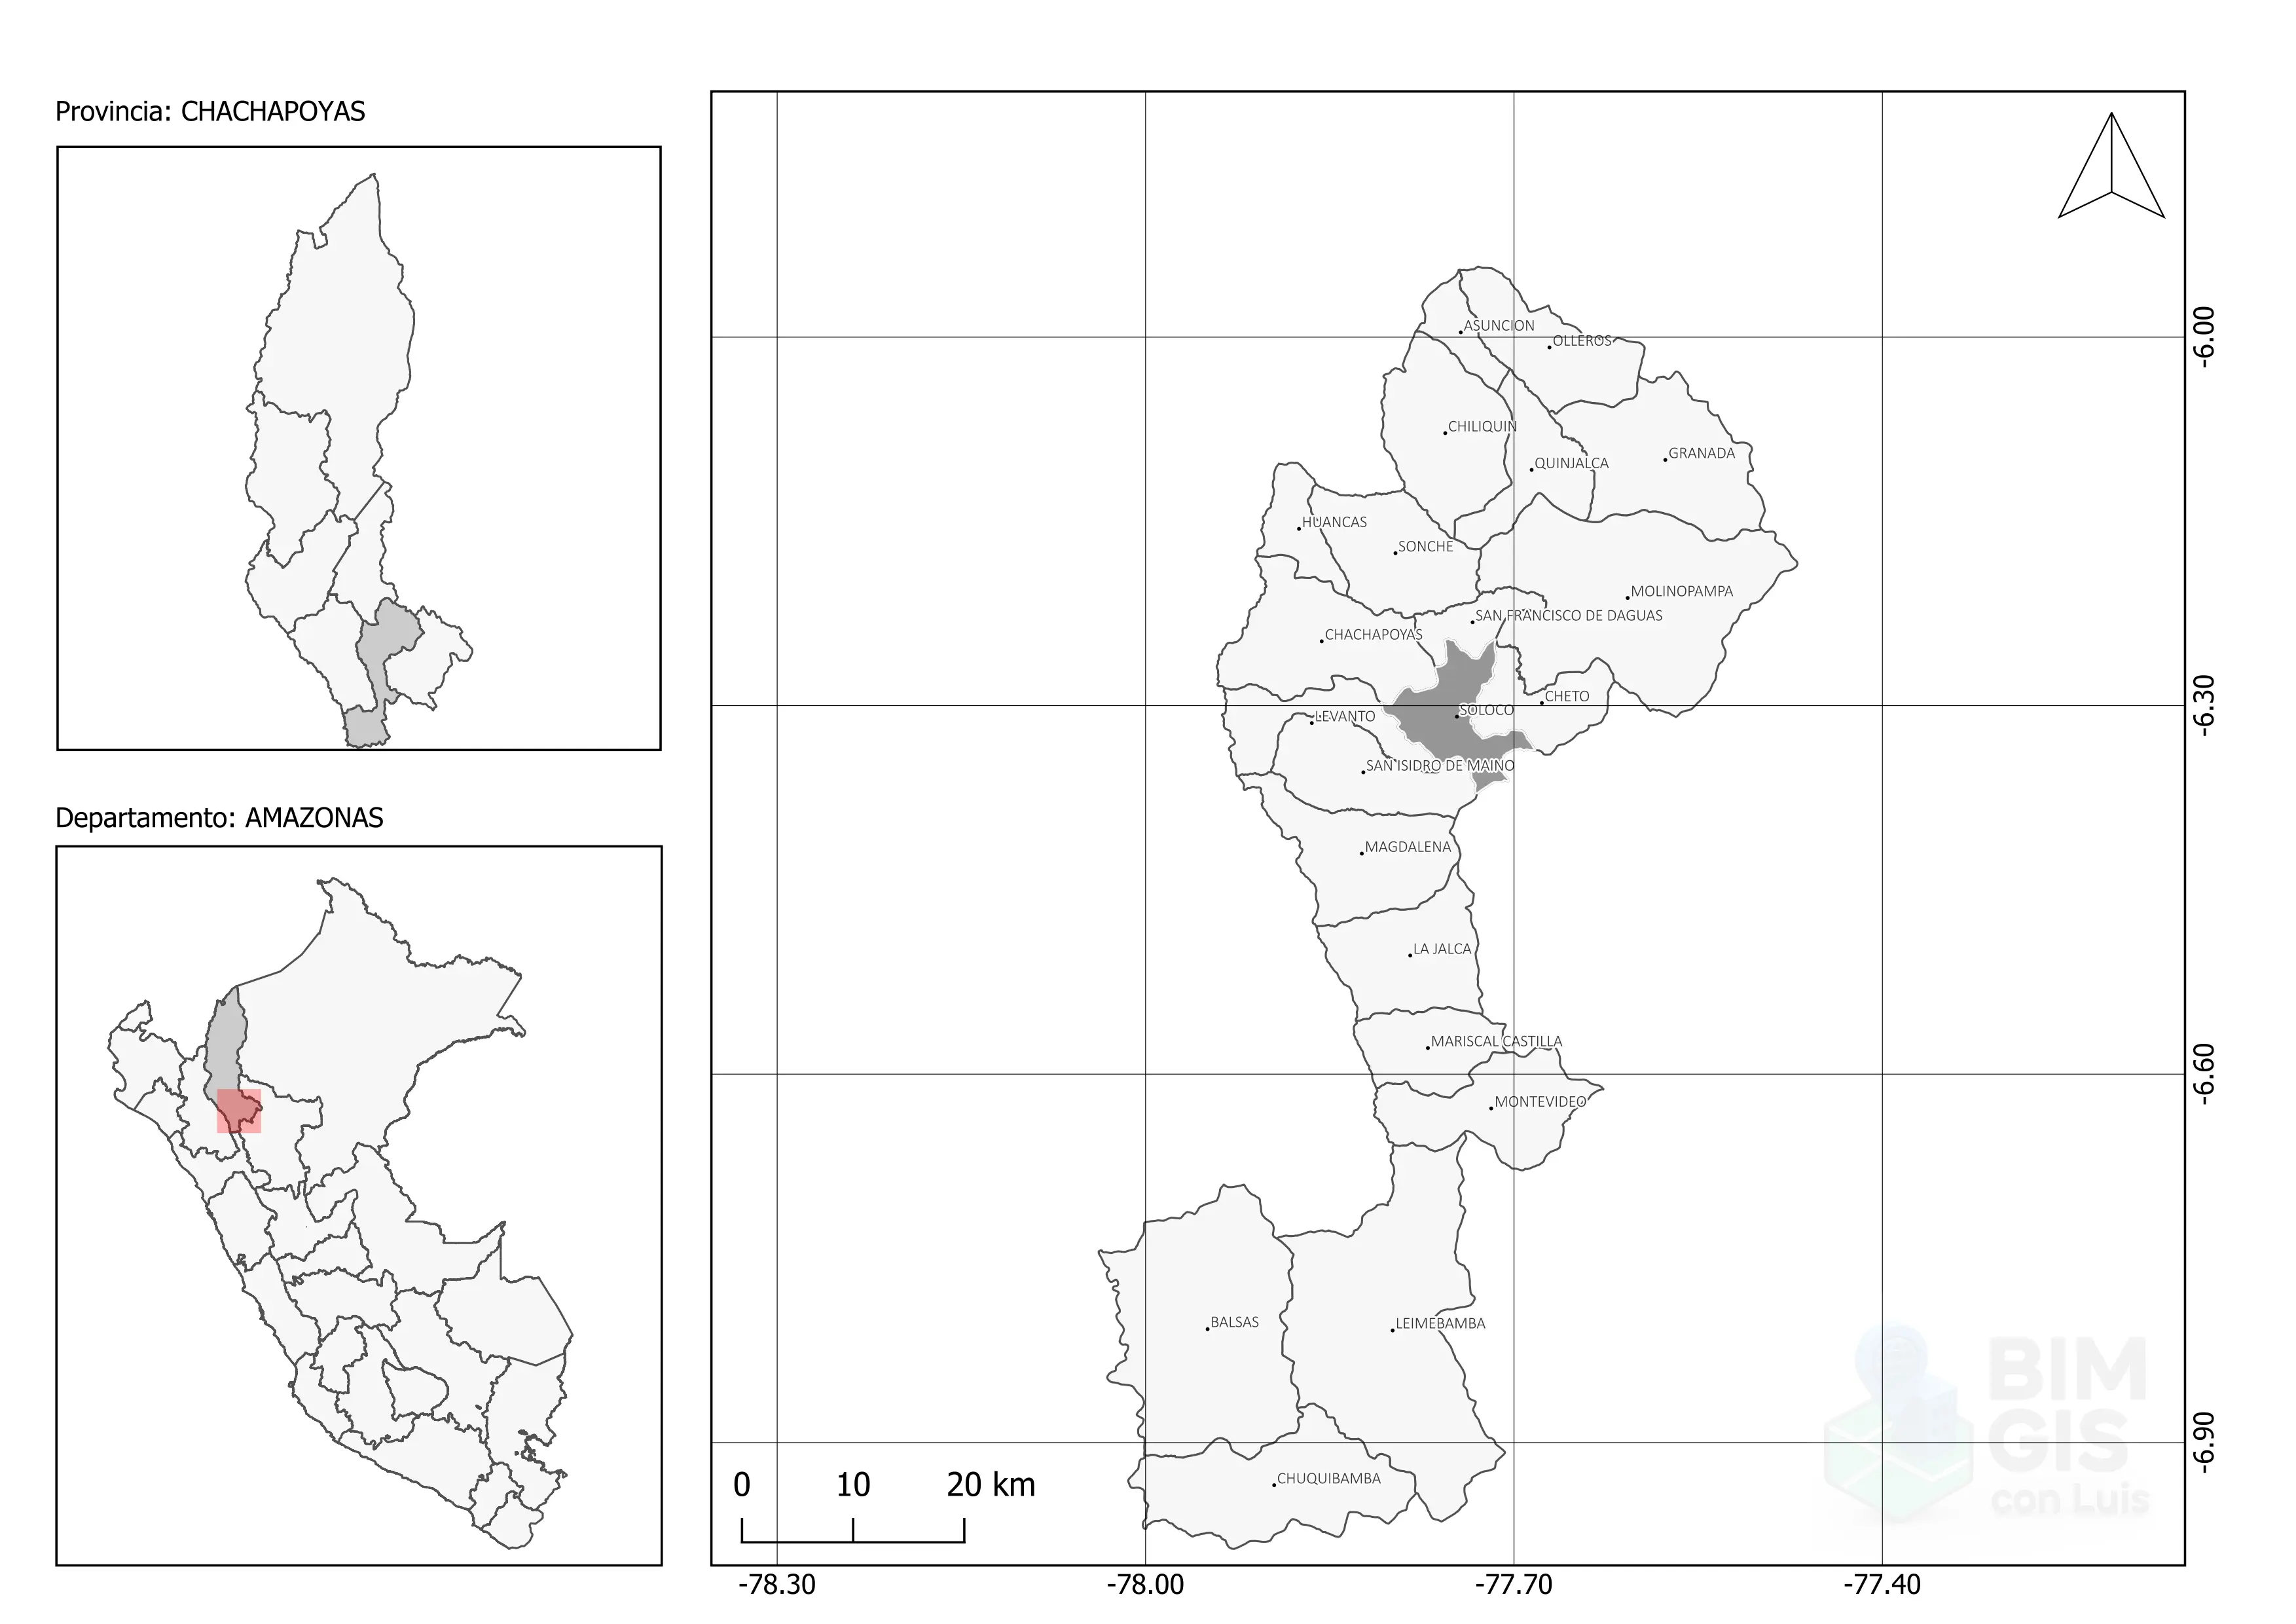 Provincia: CHACHAPOYAS
Departamento: AMAZONAS
ASUNCION
OLLEROS
CHILIQUIN
GRANADA
QUINJALCA
HUANCAS
SONCHE
MOLINOPAMPA
SAN FRANCISCO DE DAGUAS
CHACHAPOYAS
CHETO
SOLOCO
LEVANTO
SAN ISIDRO DE MAINO
MAGDALENA
LA JALCA
MARISCAL CASTILLA
MONTEVIDEO
BALSAS
LEIMEBAMBA
CHUQUIBAMBA
0 10 20 km
-6.00
-6.30
-6.60
-6.90
-78.30 -78.00 -77.70 -77.40
BIM
GIS
con Luis